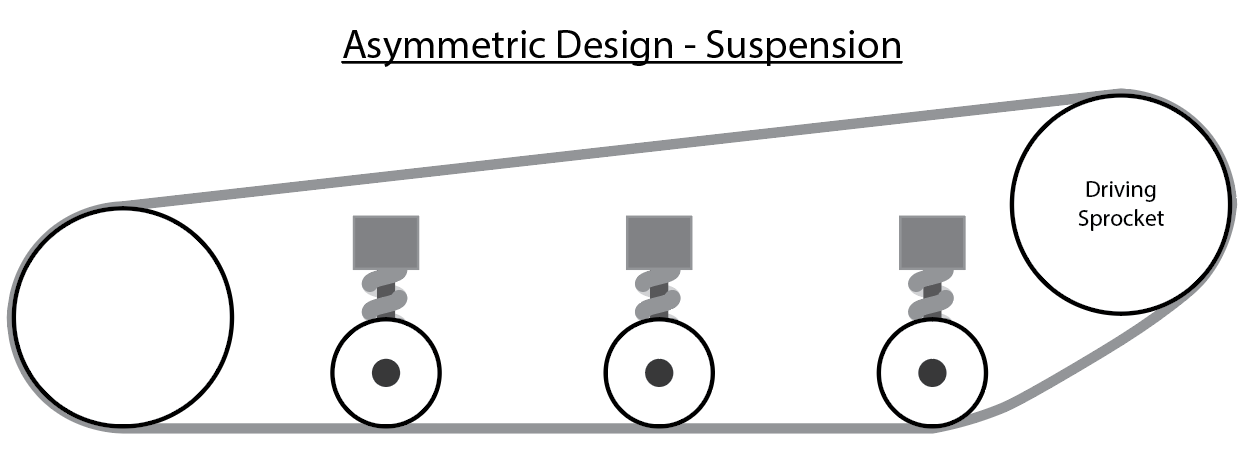 Asymmetric Design - Suspension
Driving
Sprocket